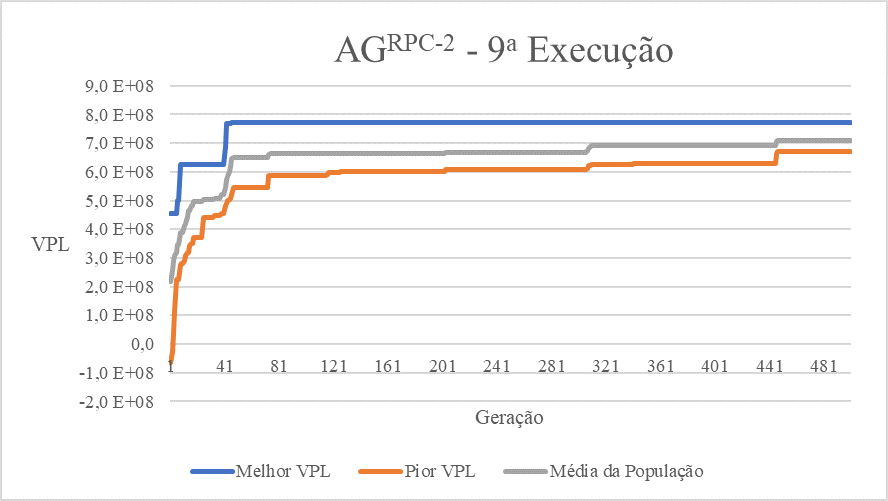 AGRPC-2 - 9ª Execução
9,0 E+08
8,0 E+08
7,0 E+08
6,0 E+08
5,0 E+08
4,0 E+08
VPL
3,0 E+08
2,0 E+08
1,0 E+08
0,0
1 41 81 121 161 201 241 281 321 361 401 441 481
-1,0 E+08
-2,0 E+08
Geração
Melhor VPL Pior VPL Média da População